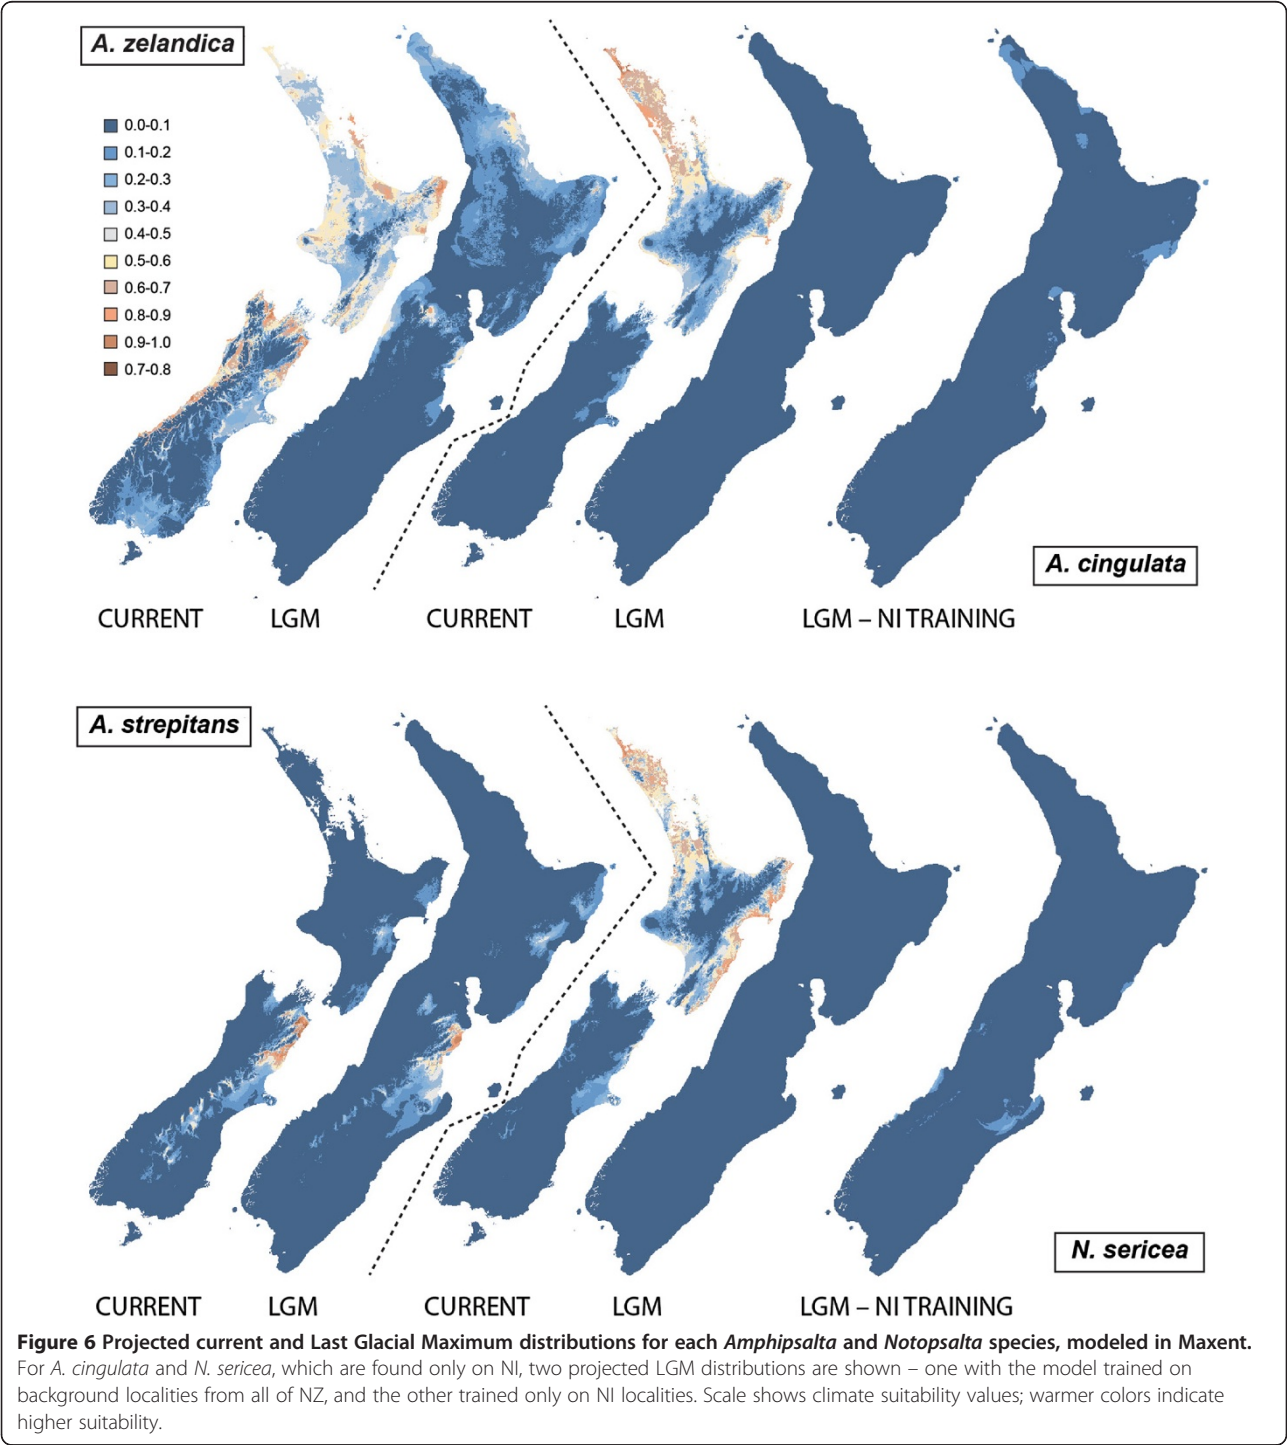 A. zelandica
0.0-0.1
0.1-0.2
0.2-0.3
0.3-0.4
0.4-0.5
0.5-0.6
0.6-0.7
0.8-0.9
0.9-1.0
0.7-0.8
A. cingulata
CURRENT LGM CURRENT LGM LGM – NI TRAINING
A. strepitans
N. sericea
CURRENT LGM CURRENT LGM LGM – NI TRAINING
Figure 6 Projected current and Last Glacial Maximum distributions for each Amphipsalta and Notopsalta species, modeled in Maxent.
For A. cingulata and N. sericea, which are found only on NI, two projected LGM distributions are shown – one with the model trained on
background localities from all of NZ, and the other trained only on NI localities. Scale shows climate suitability values; warmer colors indicate
higher suitability.